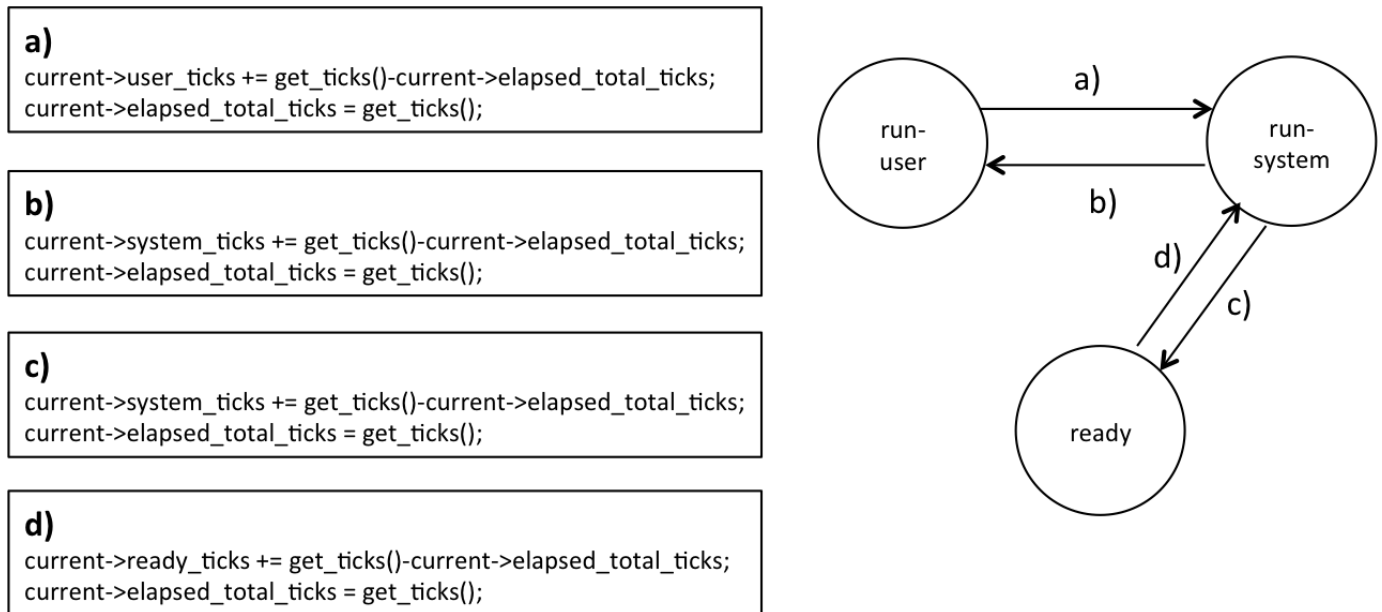 a)
current->user_ticks += get_ticks()-current->elapsed_total_ticks;
current->elapsed_total_ticks = get_ticks();
b)
current->system_ticks += get_ticks()-current->elapsed_total_ticks;
current->elapsed_total_ticks = get_ticks();
c)
current->system_ticks += get_ticks()-current->elapsed_total_ticks;
current->elapsed_total_ticks = get_ticks();
d)
current->ready_ticks += get_ticks()-current->elapsed_total_ticks;
current->elapsed_total_ticks = get_ticks();
a)
run-
user
run-
system
b)
d)
c)
ready